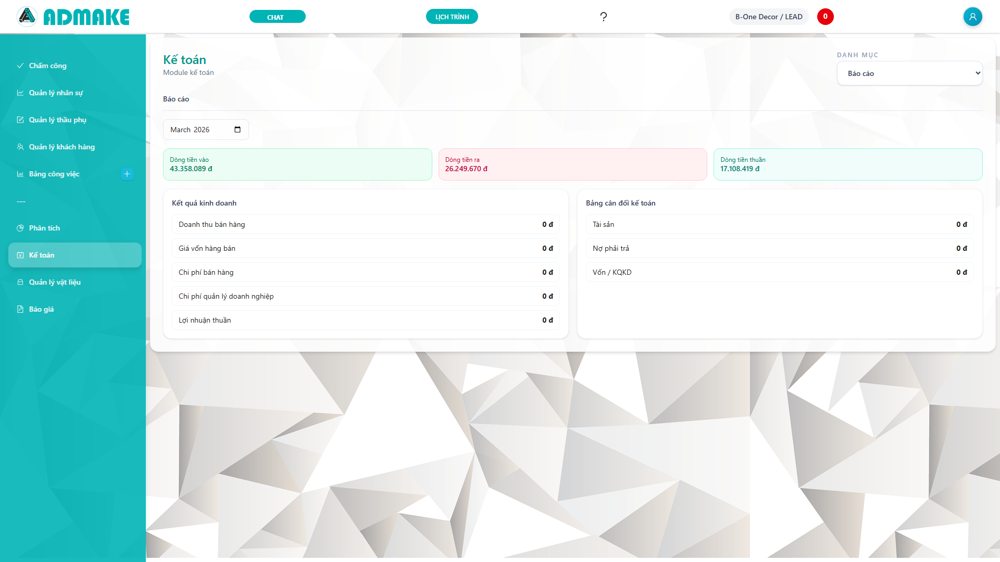 ADMAKE
CHAT
LỊCH TRÌNH
?
B-One Decor / LEAD
0
Chấm công
Quản lý nhân sự
Quản lý thầu phụ
Quản lý khách hàng
Bảng công việc
+
---
Phân tích
Kế toán
Quản lý vật liệu
Báo giá
Kế toán
Module kế toán
DANH MỤC
Báo cáo
Báo cáo
March 2026
Dòng tiền vào
43.358.089 đ
Dòng tiền ra
26.249.670 đ
Dòng tiền thuần
17.108.419 đ
Kết quả kinh doanh
Doanh thu bán hàng 0 đ
Giá vốn hàng bán 0 đ
Chi phí bán hàng 0 đ
Chi phí quản lý doanh nghiệp 0 đ
Lợi nhuận thuần 0 đ
Bảng cân đối kế toán
Tài sản 0 đ
Nợ phải trả 0 đ
Vốn / KQKD 0 đ